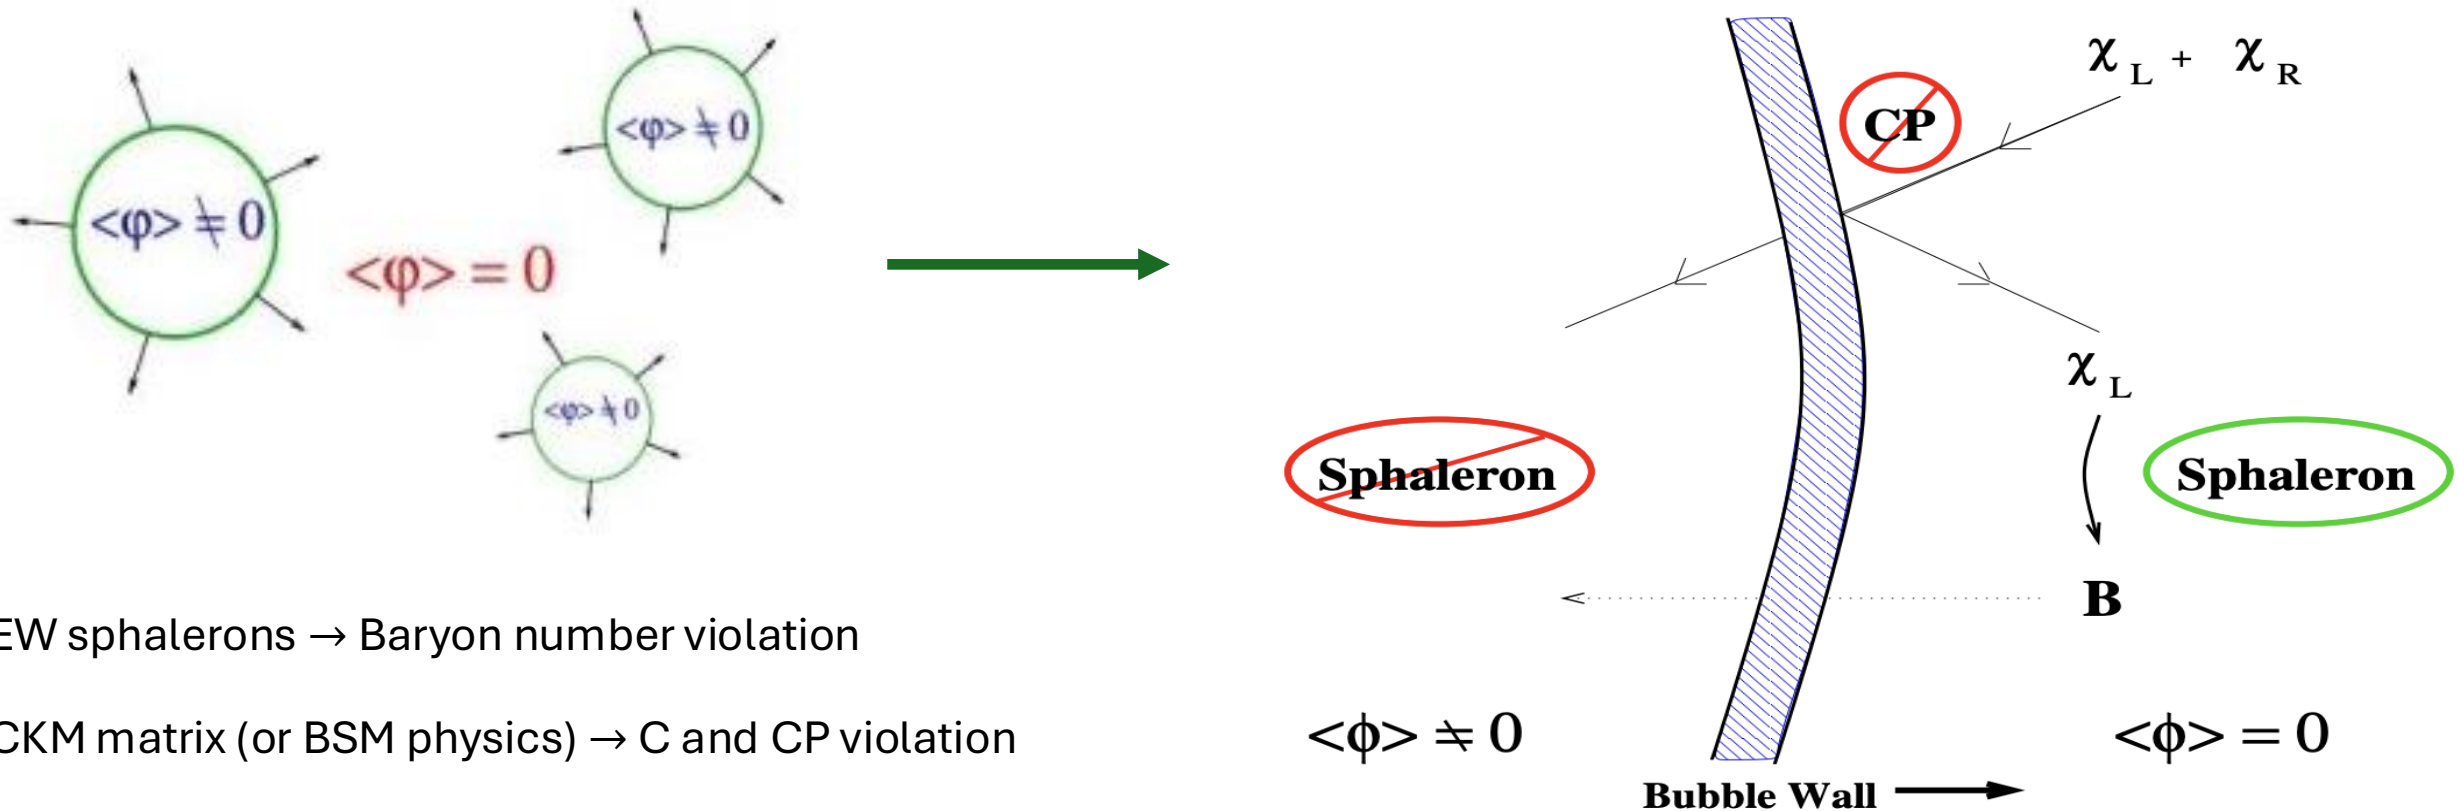 <φ> ≠ 0
<φ> ≠ 0
<φ> = 0
<φ> ≠ 0
EW sphalerons → Baryon number violation
CKM matrix (or BSM physics) → C and CP violation
χ L + χ R
CP
χ L
Sphaleron
Sphaleron
B
<ϕ> ≠ 0
<ϕ> = 0
Bubble Wall